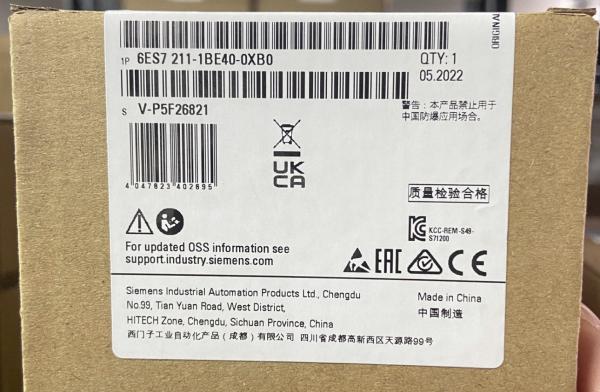 1P 6ES7 211-1BE40-0XB0
QTY: 1
05.2022
S V-P5F26821
警告：本产品禁止用于
中国防爆应用场合。
4 047623 402695
UK
CA
质量检验合格
KCC-REM-S49-
S71200
For updated OSS information see
support.industry.siemens.com
EAC CE
Siemens Industrial Automation Products Ltd., Chengdu
No.99, Tian Yuan Road, West District,
HITECH Zone, Chengdu, Sichuan Province, China
西门子工业自动化产品（成都）有限公司 四川省成都高新西区天源路99号
Made in China
中国制造